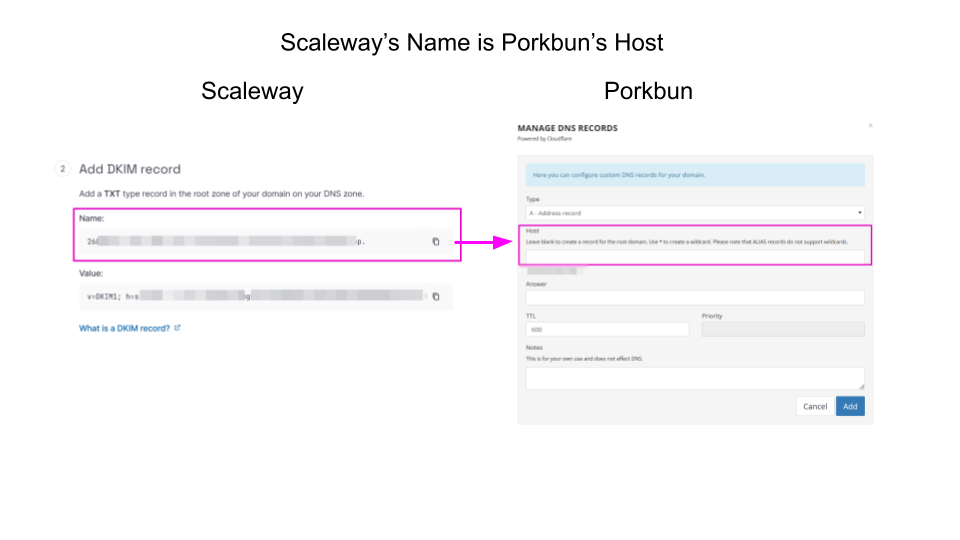 Scaleway’s Name is Porkbun’s Host
Scaleway
Porkbun
2 Add DKIM record
Add a TXT type record in the root zone of your domain on your DNS zone.
Name:
268
p.
Value:
v=DKIM1; h=s
g
What is a DKIM record?
MANAGE DNS RECORDS
Powered by Cloudflare
×
Here you can configure custom DNS records for your domain.
Type
A - Address record
Host
Leave blank to create a record for the root domain. Use * to create a wildcard. Please note that ALIAS records do not support wildcards.
Answer
TTL
Priority
600
Notes
This is for your own use and does not affect DNS.
Cancel
Add